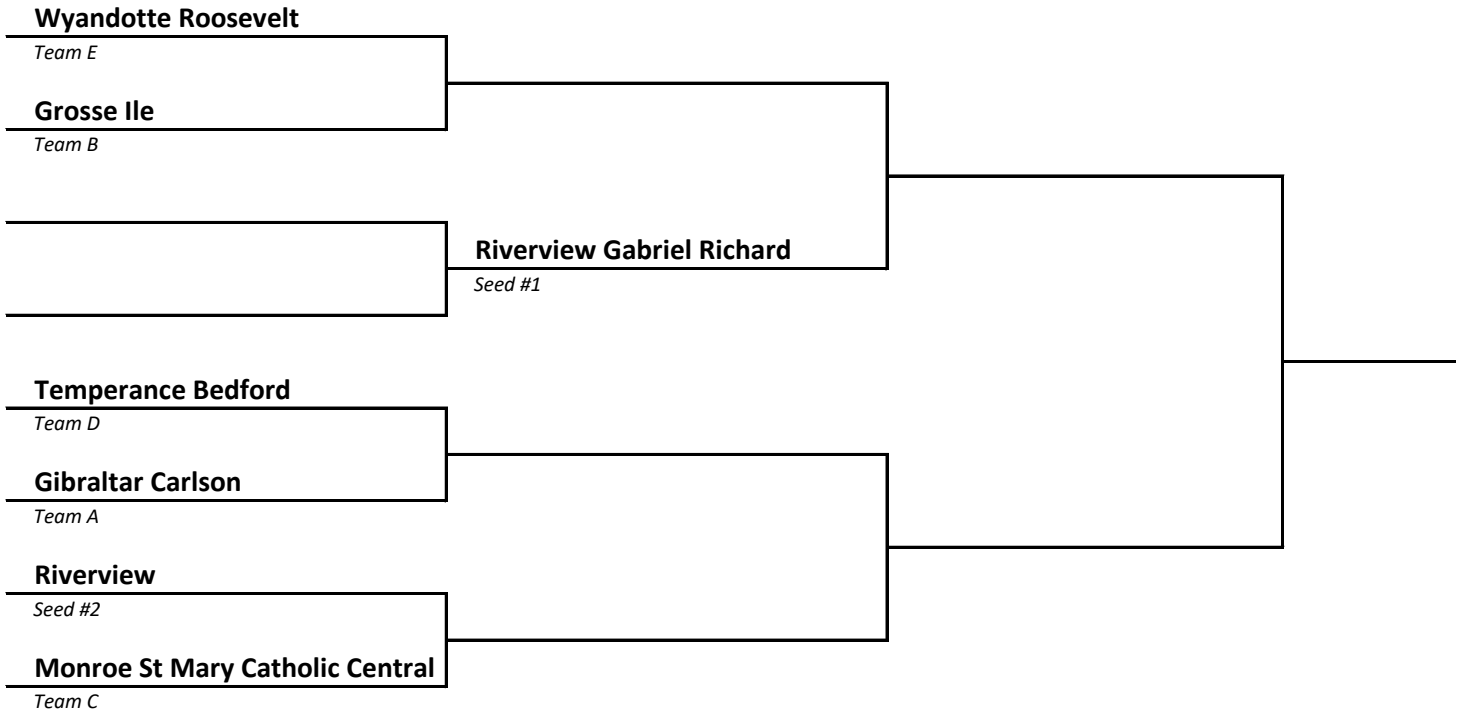 Wyandotte Roosevelt
Team E
Grosse Ile
Team B
Riverview Gabriel Richard
Seed #1
Temperance Bedford
Team D
Gibraltar Carlson
Team A
Riverview
Seed #2
Monroe St Mary Catholic Central
Team C